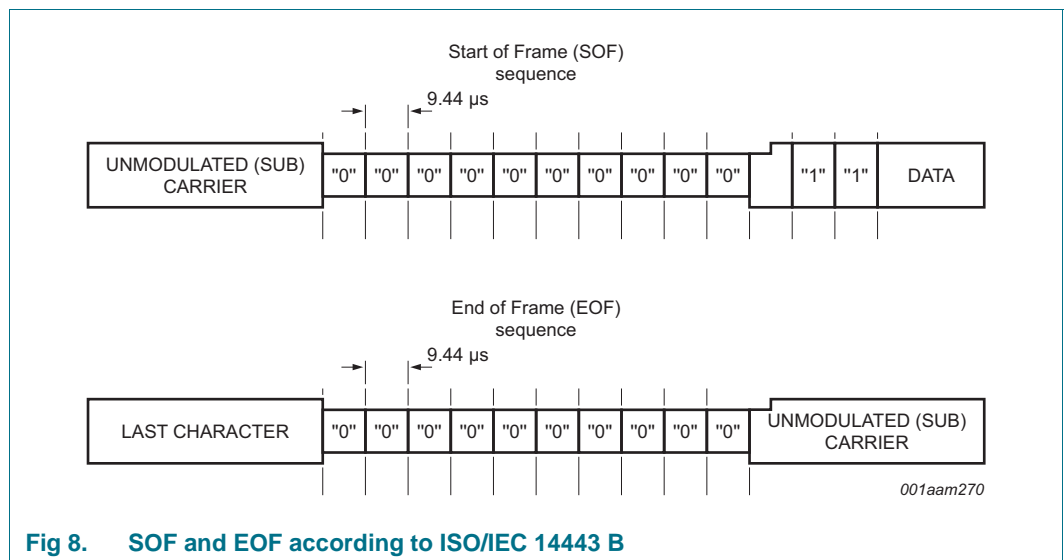 Start of Frame (SOF)
sequence
9.44 µs
UNMODULATED (SUB)
CARRIER
"0" "0" "0" "0" "0" "0" "0" "0" "0" "0" "1" "1" DATA
End of Frame (EOF)
sequence
9.44 µs
LAST CHARACTER "0" "0" "0" "0" "0" "0" "0" "0" "0" "0" UNMODULATED (SUB)
CARRIER
001aam270
Fig 8. SOF and EOF according to ISO/IEC 14443 B